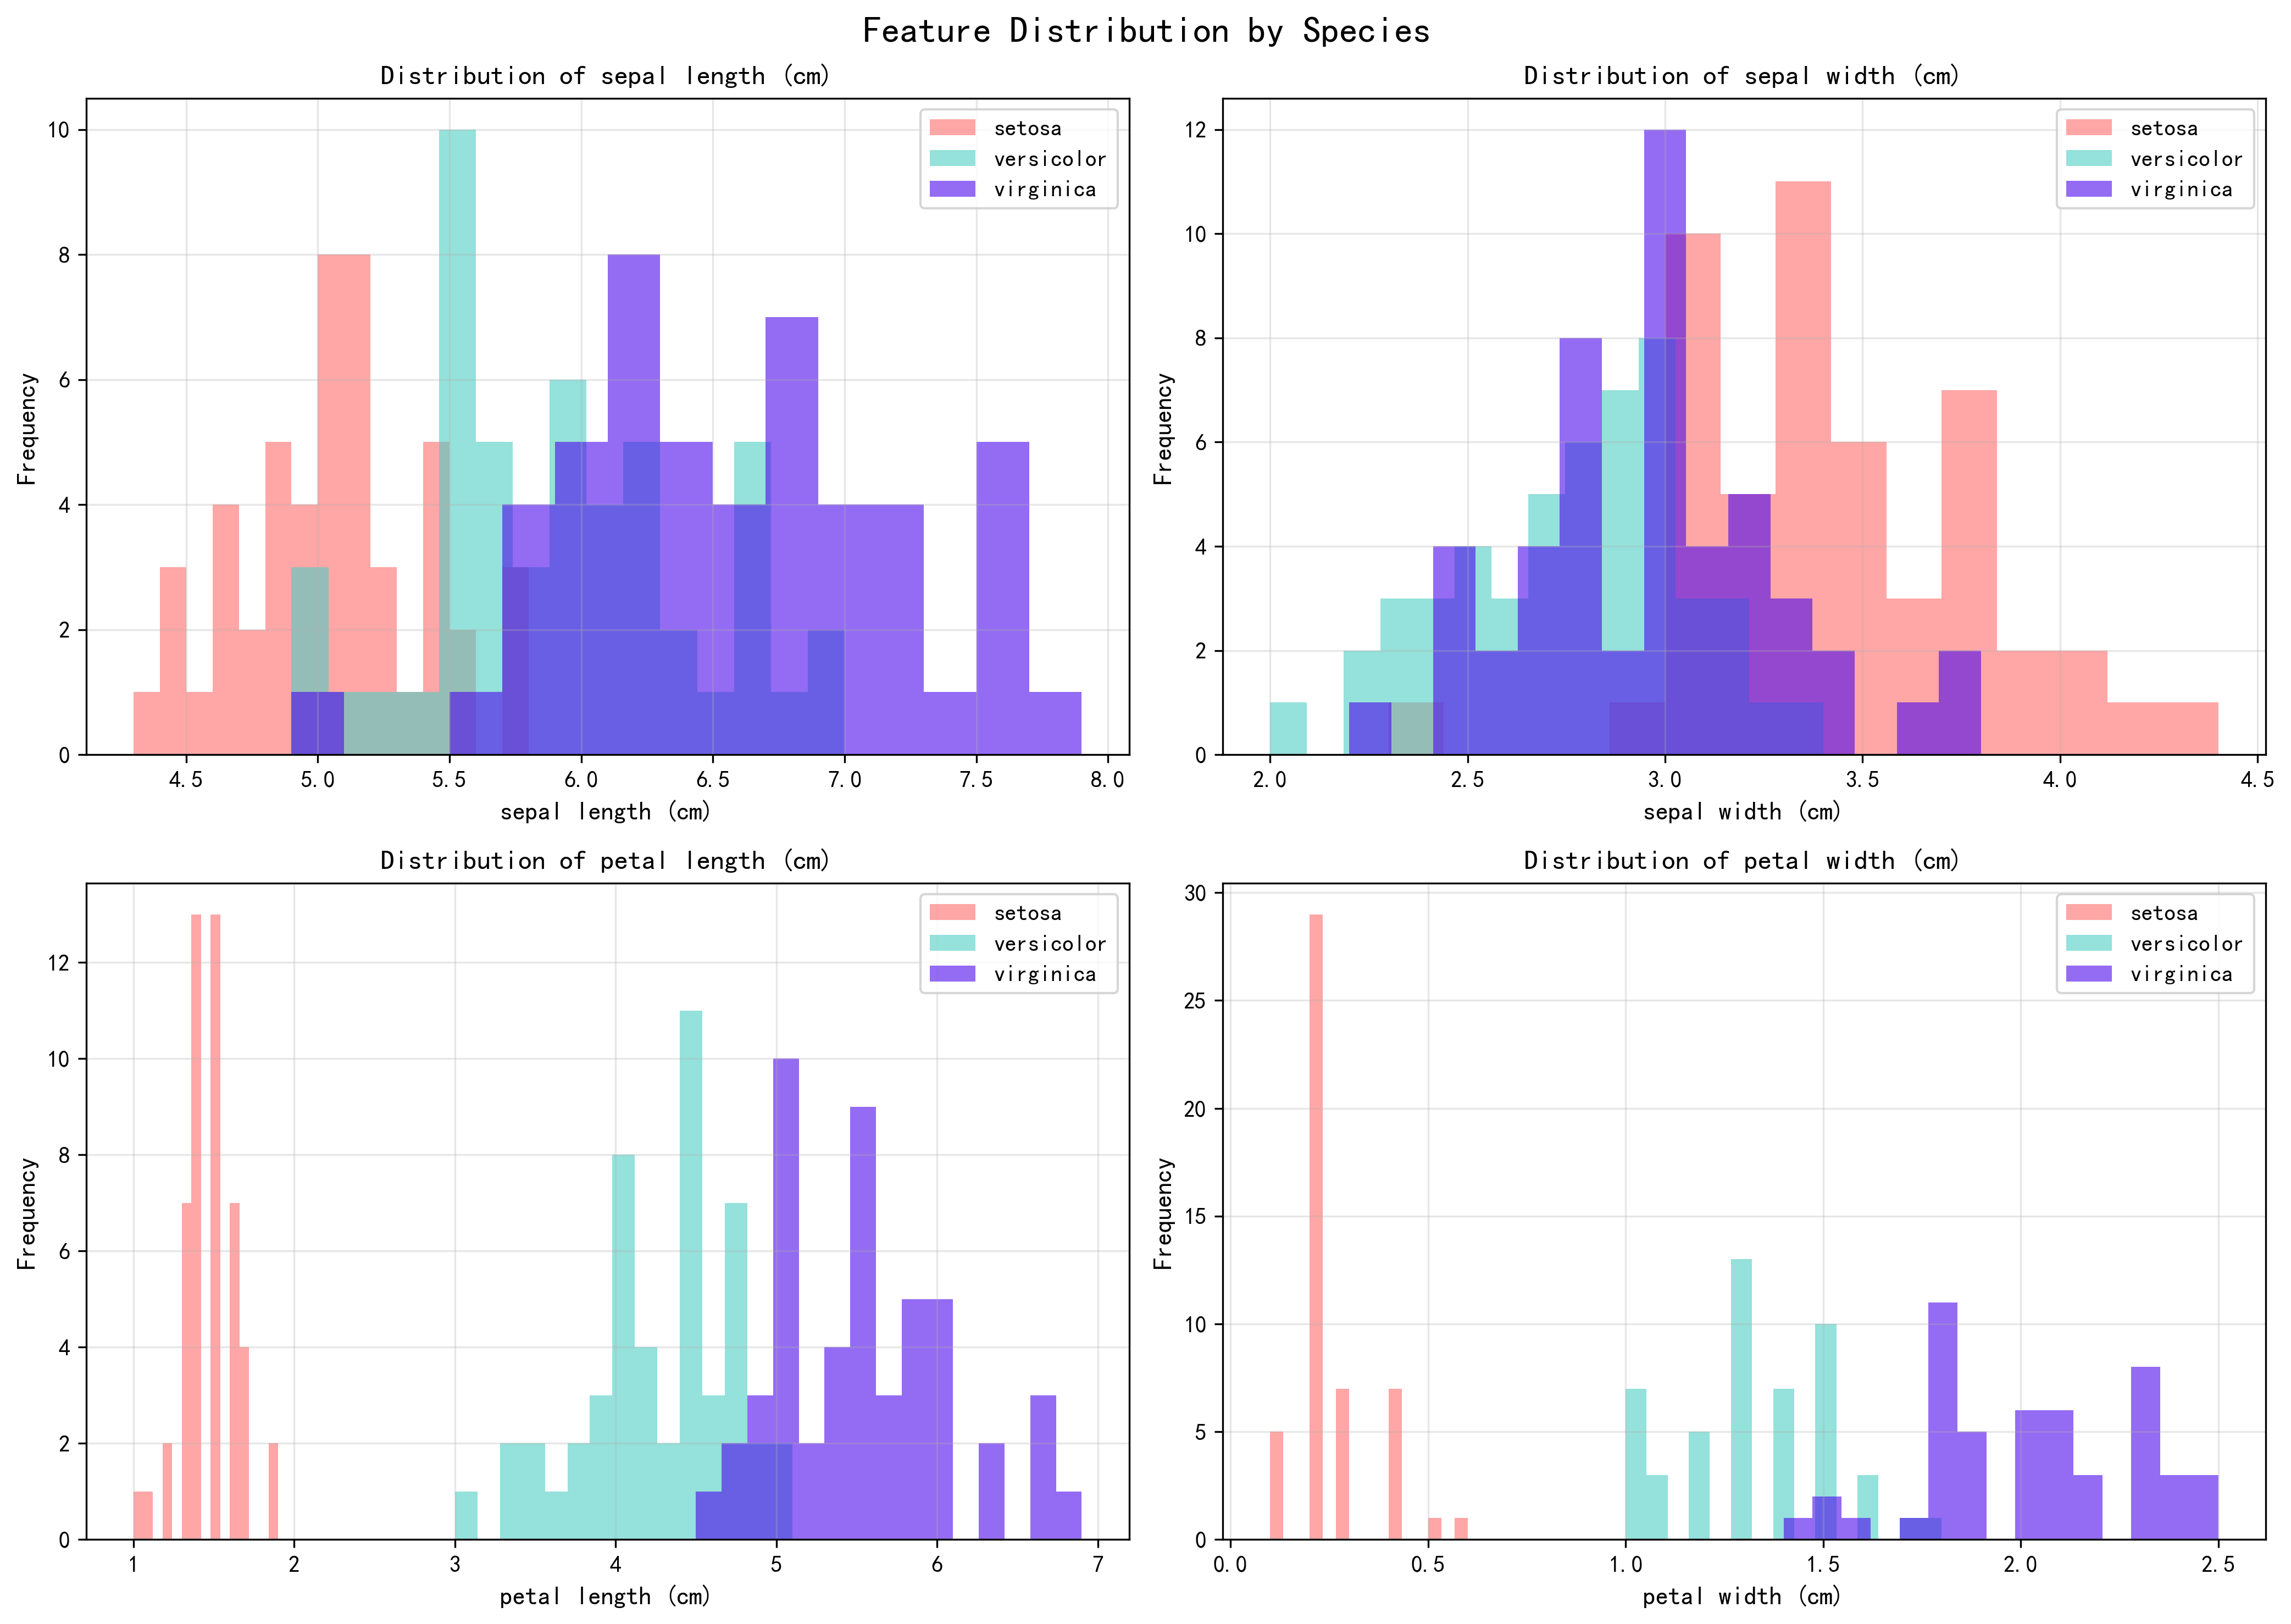 Feature Distribution by Species
Distribution of sepal length (cm)
setosa
versicolor
virginica
Frequency
10
8
6
4
2
0
4.5 5.0 5.5 6.0 6.5 7.0 7.5 8.0
sepal length (cm)
Distribution of sepal width (cm)
setosa
versicolor
virginica
Frequency
12
10
8
6
4
2
0
2.0 2.5 3.0 3.5 4.0 4.5
sepal width (cm)
Distribution of petal length (cm)
setosa
versicolor
virginica
Frequency
12
10
8
6
4
2
0
1 2 3 4 5 6 7
petal length (cm)
Distribution of petal width (cm)
setosa
versicolor
virginica
Frequency
30
25
20
15
10
5
0
0.0 0.5 1.0 1.5 2.0 2.5
petal width (cm)